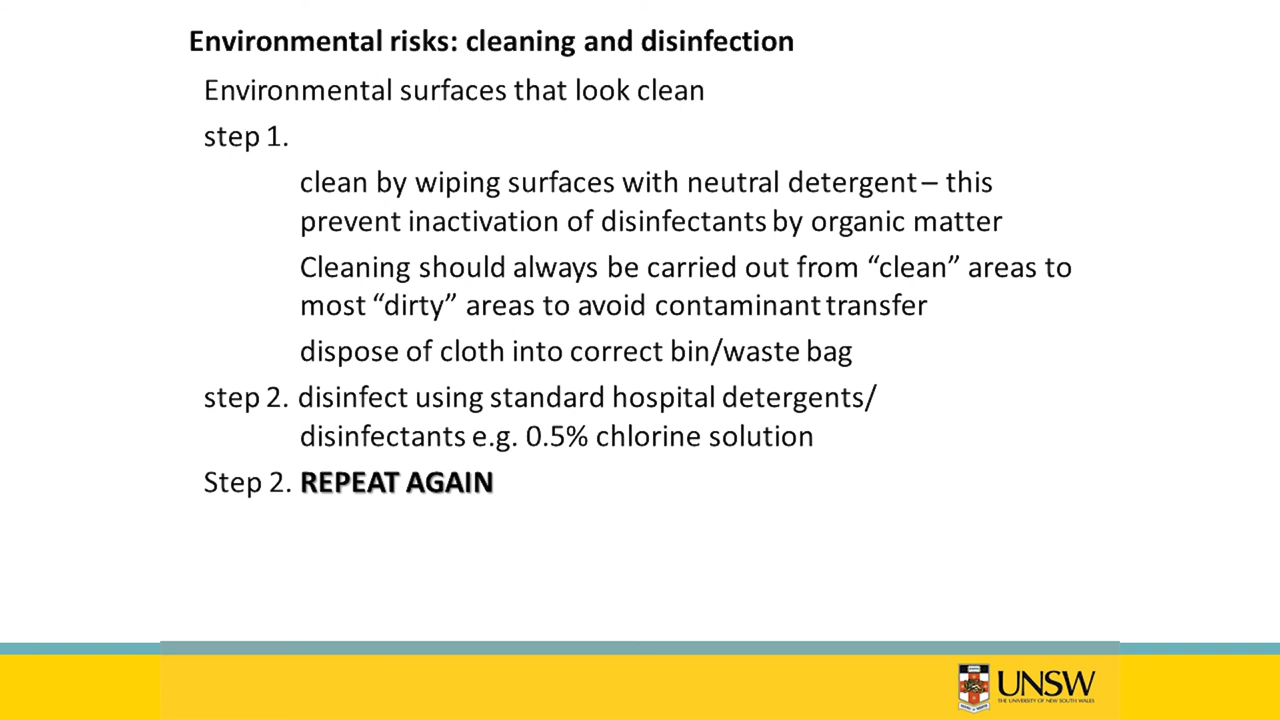 Environmental risks: cleaning and disinfection
Environmental surfaces that look clean
step 1.
clean by wiping surfaces with neutral detergent – this
prevent inactivation of disinfectants by organic matter
Cleaning should always be carried out from “clean” areas to
most “dirty” areas to avoid contaminant transfer
dispose of cloth into correct bin/waste bag
step 2. disinfect using standard hospital detergents/
disinfectants e.g. 0.5% chlorine solution
Step 2. REPEAT AGAIN
UNSW
THE UNIVERSITY OF NEW SOUTH WALES